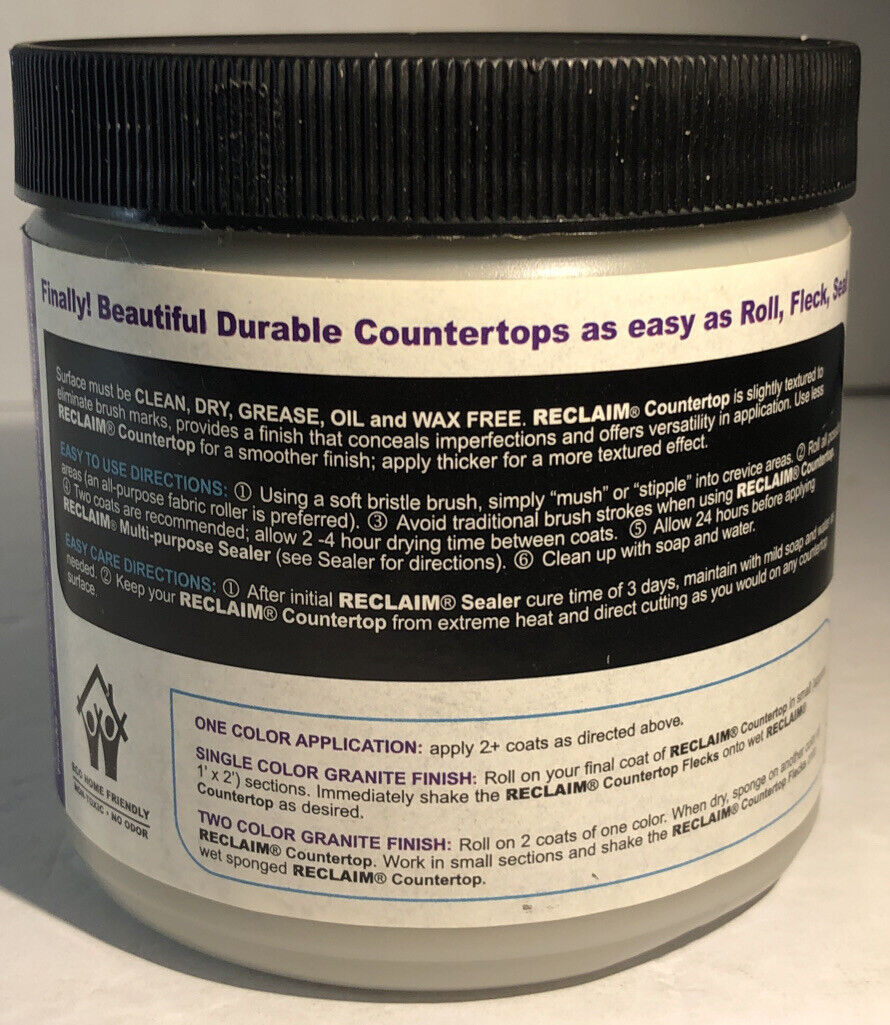 Finally! Beautiful Durable Countertops as easy as Roll, Fleck, Seal
Surface must be CLEAN, DRY, GREASE, OIL and WAX FREE. RECLAIM® Countertop is slightly textured to
eliminate brush marks, provides a finish that conceals imperfections and offers versatility in application. Use less
RECLAIM® Countertop for a smoother finish; apply thicker for a more textured effect.
EASY TO USE DIRECTIONS: ① Using a soft bristle brush, simply “mush” or “stipple” into crevice areas. ② Roll all
areas (an all-purpose fabric roller is preferred). ③ Avoid traditional brush strokes when using RECLAIM® Countertop.
④ Two coats are recommended; allow 2 -4 hour drying time between coats. ⑤ Allow 24 hours before applying
RECLAIM® Multi-purpose Sealer (see Sealer for directions). ⑥ Clean up with soap and water.
EASY CARE DIRECTIONS: ① After initial RECLAIM® Sealer cure time of 3 days, maintain with mild soap and water as
needed. ② Keep your RECLAIM® Countertop from extreme heat and direct cutting as you would on any countertop
surface.
ECO HOME FRIENDLY
NON-TOXIC • NO ODOR
ONE COLOR APPLICATION: apply 2+ coats as directed above.
SINGLE COLOR GRANITE FINISH: Roll on your final coat of RECLAIM® Countertop in small
1' x 2') sections. Immediately shake the RECLAIM® Countertop Flecks onto wet RECLAIM®
Countertop as desired.
TWO COLOR GRANITE FINISH: Roll on 2 coats of one color. When dry, sponge on another
RECLAIM® Countertop. Work in small sections and shake the RECLAIM® Countertop Flecks
wet sponged RECLAIM® Countertop.